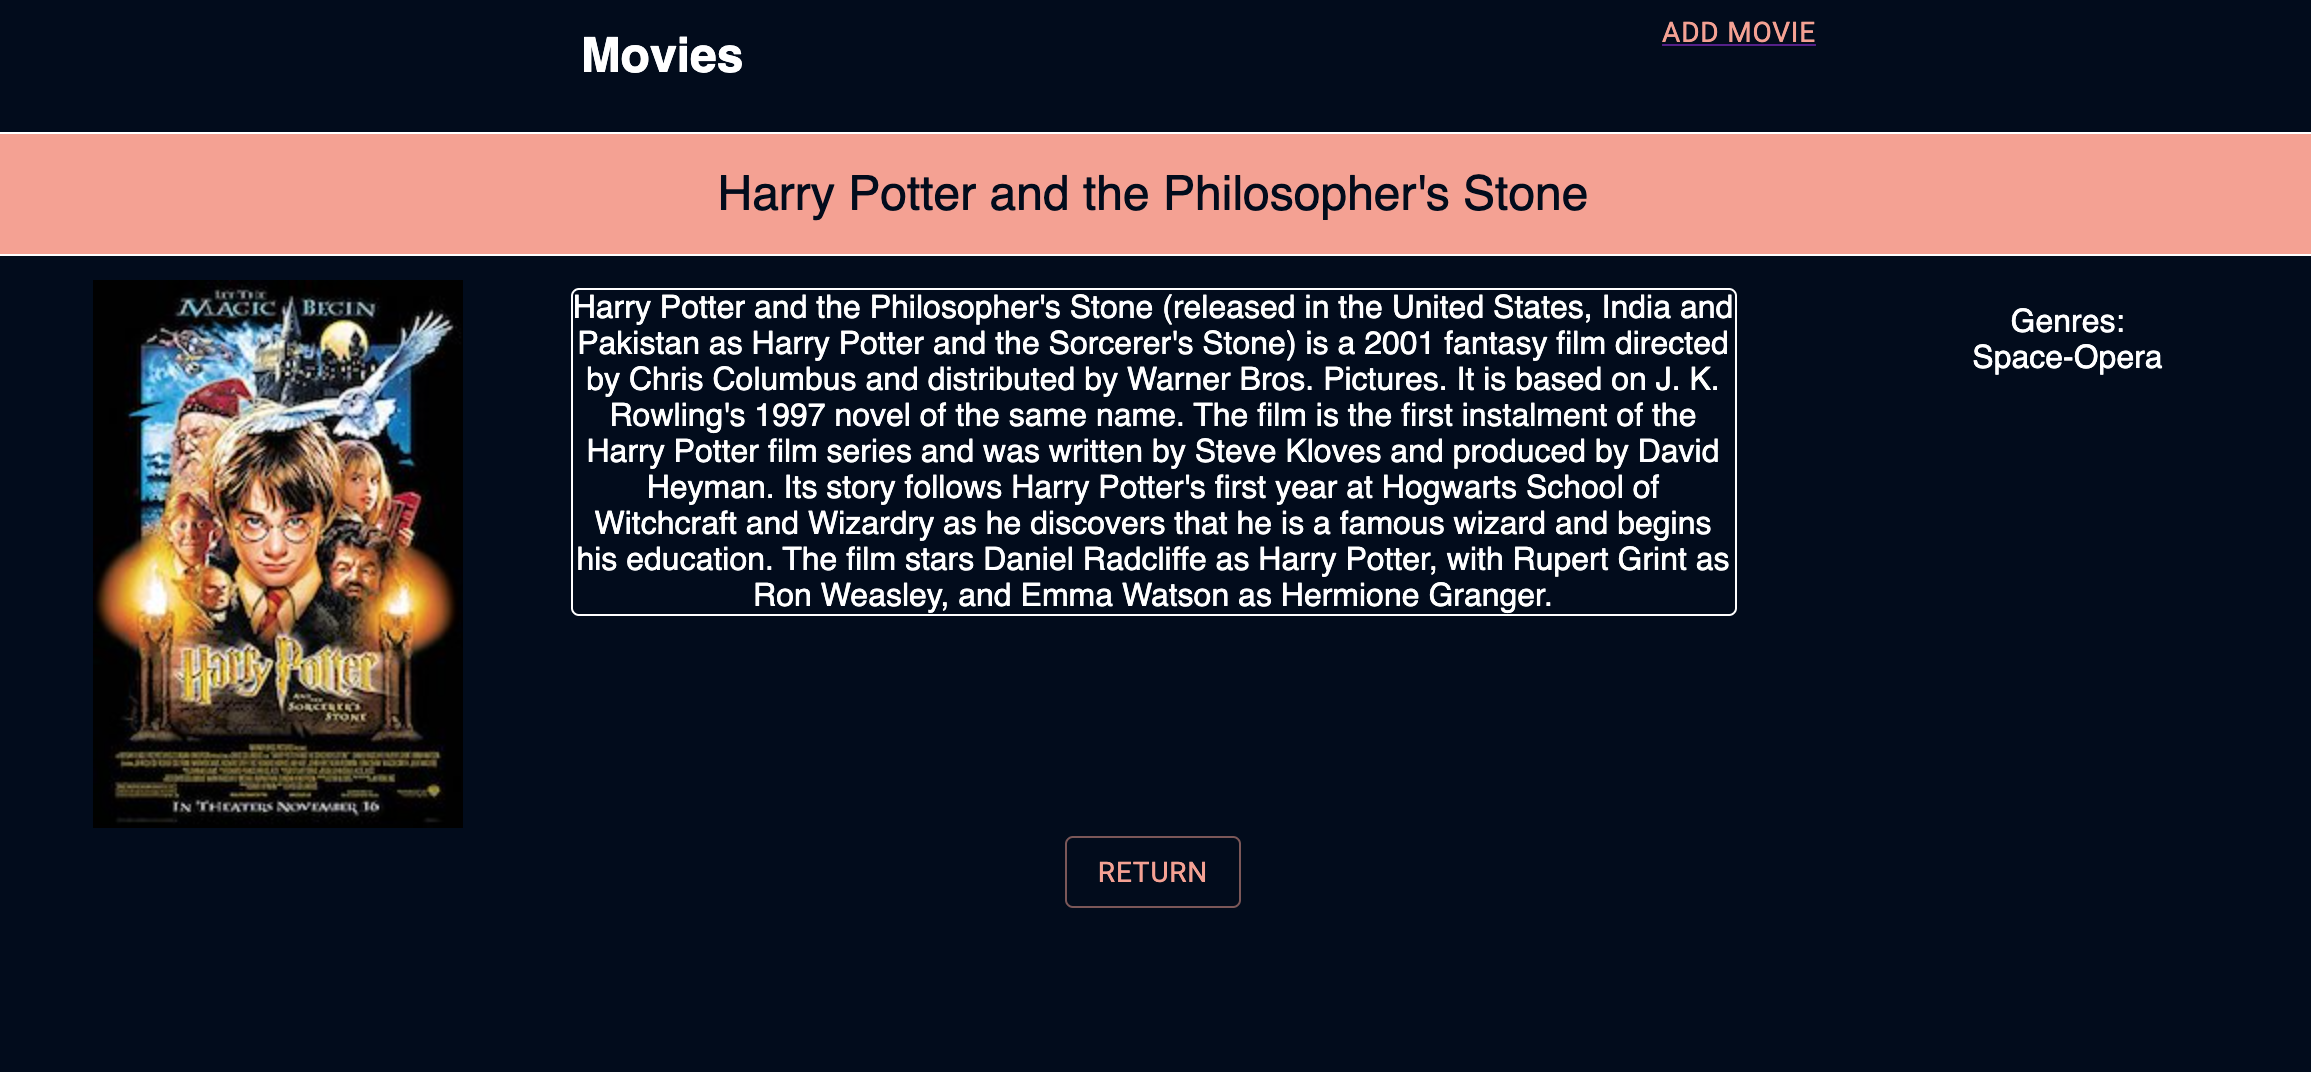 Movies
ADD MOVIE
Harry Potter and the Philosopher's Stone
LET THE
MAGIC BEGIN
Harry Potter
AND THE
SORCERER'S
STONE
IN THEATERS NOVEMBER 16
Harry Potter and the Philosopher's Stone (released in the United States, India and
Pakistan as Harry Potter and the Sorcerer's Stone) is a 2001 fantasy film directed
by Chris Columbus and distributed by Warner Bros. Pictures. It is based on J. K.
Rowling's 1997 novel of the same name. The film is the first instalment of the
Harry Potter film series and was written by Steve Kloves and produced by David
Heyman. Its story follows Harry Potter's first year at Hogwarts School of
Witchcraft and Wizardry as he discovers that he is a famous wizard and begins
his education. The film stars Daniel Radcliffe as Harry Potter, with Rupert Grint as
Ron Weasley, and Emma Watson as Hermione Granger.
Genres:
Space-Opera
RETURN